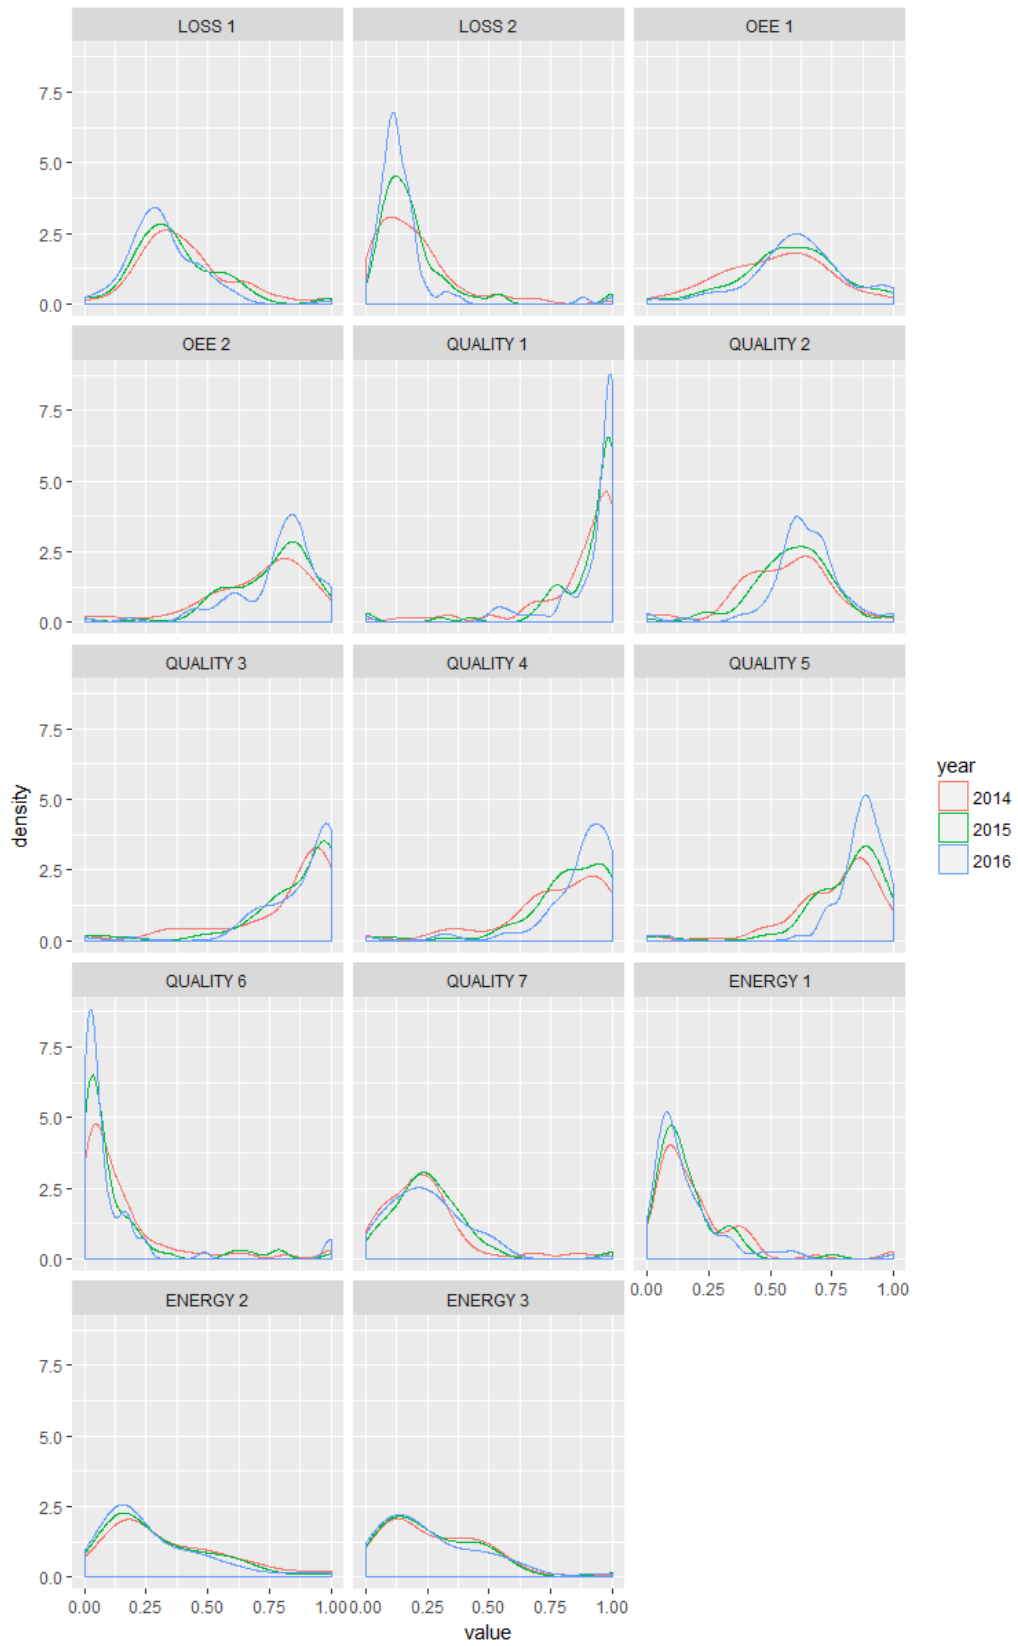 LOSS 1 LOSS 2 OEE 1
7.5
5.0
2.5
0.0
OEE 2 QUALITY 1 QUALITY 2
7.5
5.0
2.5
0.0
QUALITY 3 QUALITY 4 QUALITY 5
7.5
5.0
2.5
0.0
density
year
2014
2015
2016
QUALITY 6 QUALITY 7 ENERGY 1
7.5
5.0
2.5
0.0
0.00 0.25 0.50 0.75 1.00
ENERGY 2 ENERGY 3
7.5
5.0
2.5
0.0
0.00 0.25 0.50 0.75 1.00 0.00 0.25 0.50 0.75 1.00
value